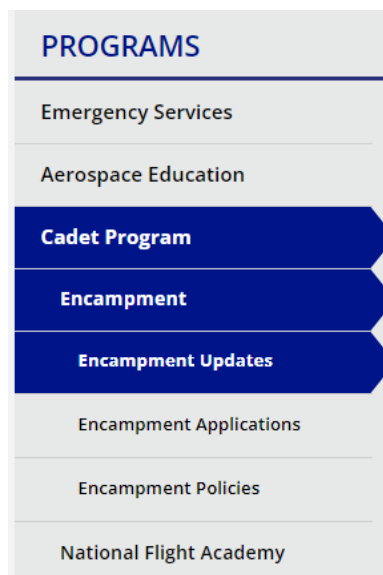 PROGRAMS
Emergency Services
Aerospace Education
Cadet Program
Encampment
Encampment Updates
Encampment Applications
Encampment Policies
National Flight Academy